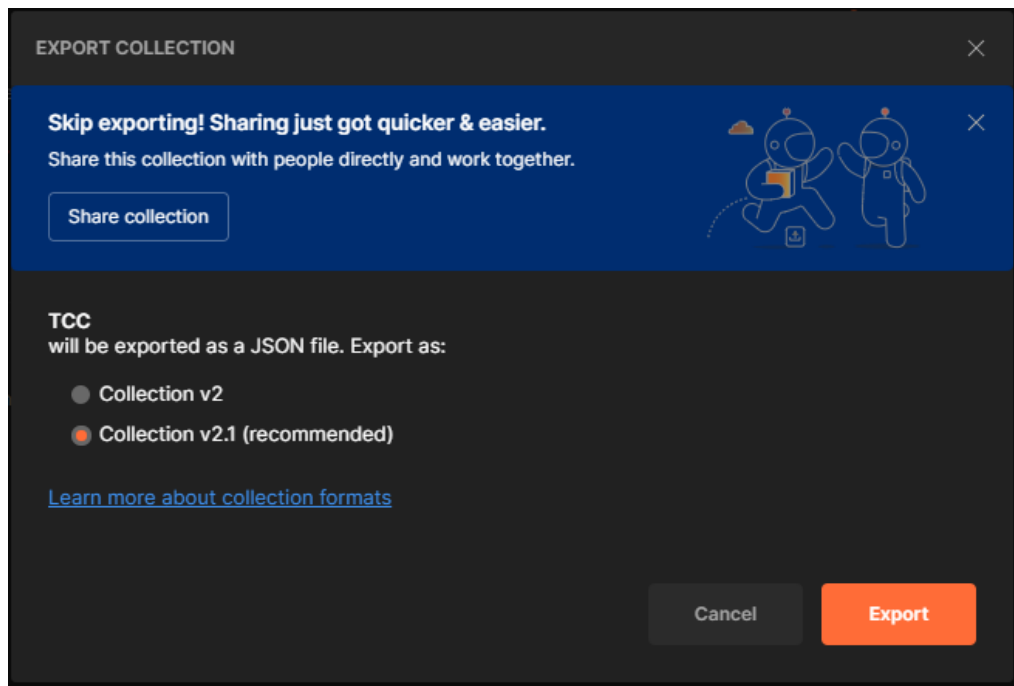 EXPORT COLLECTION
Skip exporting! Sharing just got quicker & easier.
Share this collection with people directly and work together.
Share collection
TCC
will be exported as a JSON file. Export as:
Collection v2
Collection v2.1 (recommended)
Learn more about collection formats
Cancel
Export